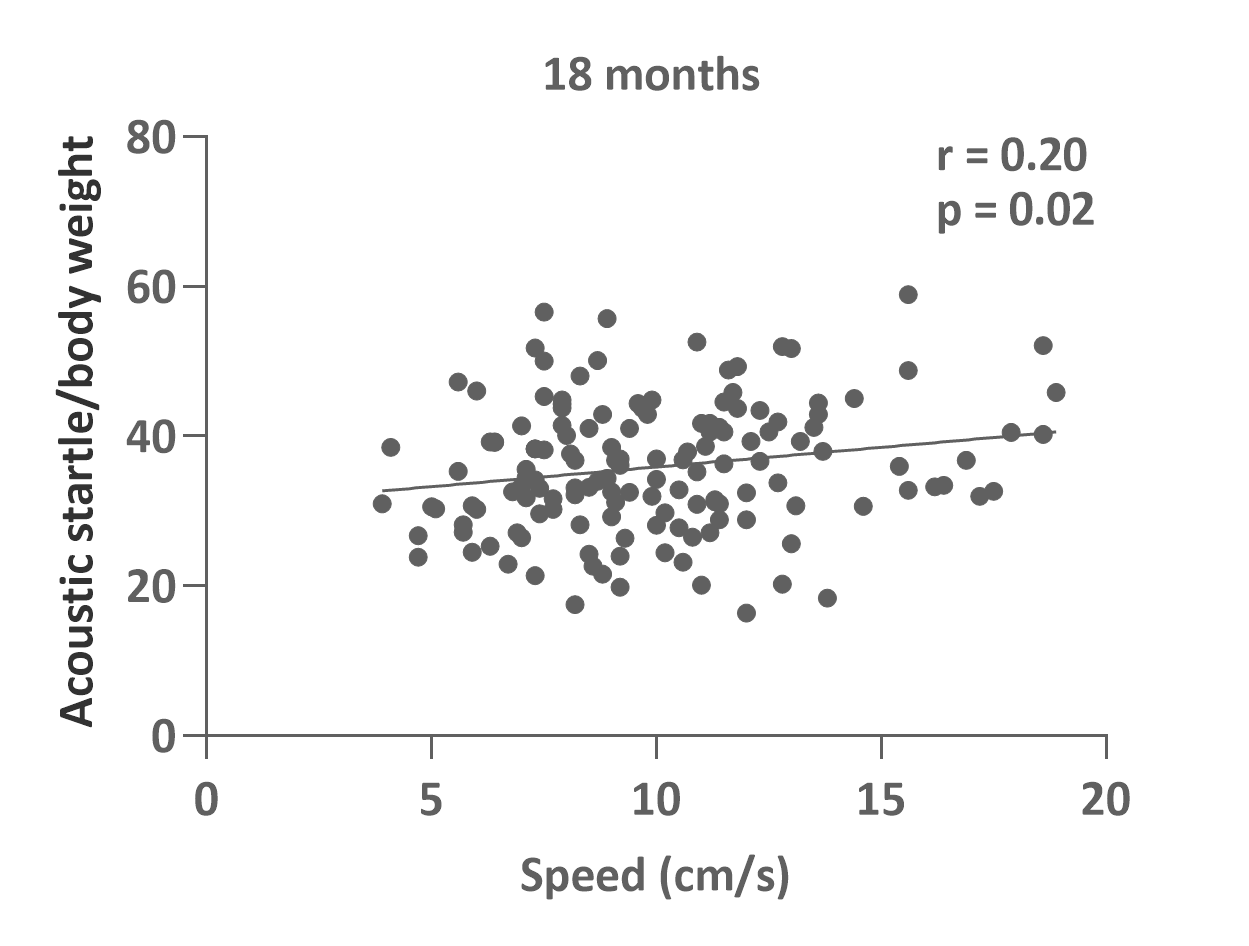 18 months
r = 0.20
p = 0.02
Acoustic startle/body weight
80
60
40
20
0
0 5 10 15 20
Speed (cm/s)